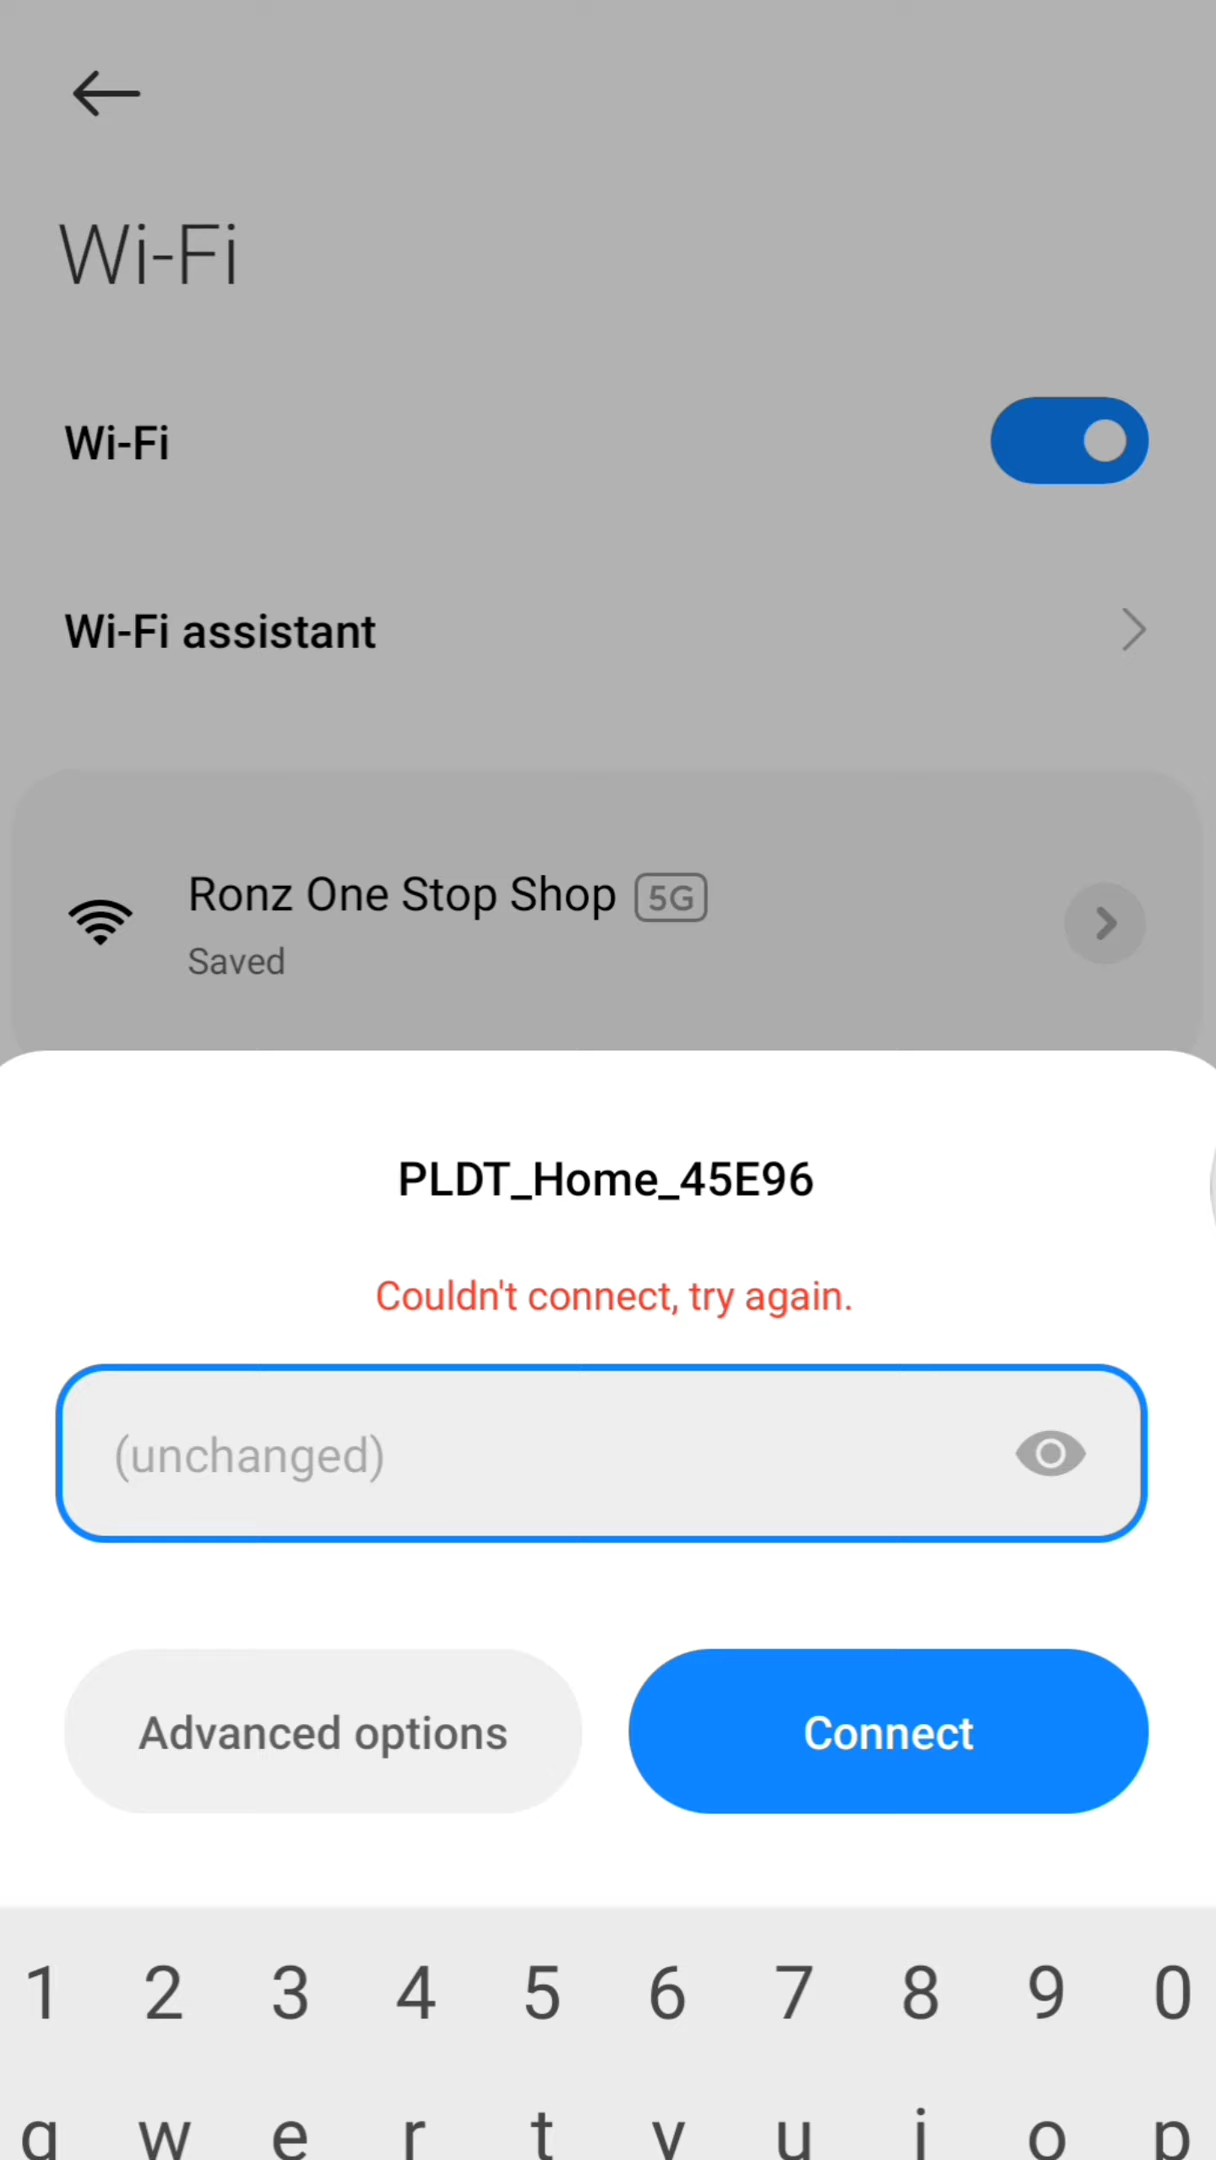 Wi-Fi
Wi-Fi
Wi-Fi assistant
Ronz One Stop Shop 5G
Saved
PLDT_Home_45E96
Couldn't connect, try again.
(unchanged)
Advanced options Connect
1 2 3 4 5 6 7 8 9 0
q w e r t y u i o p